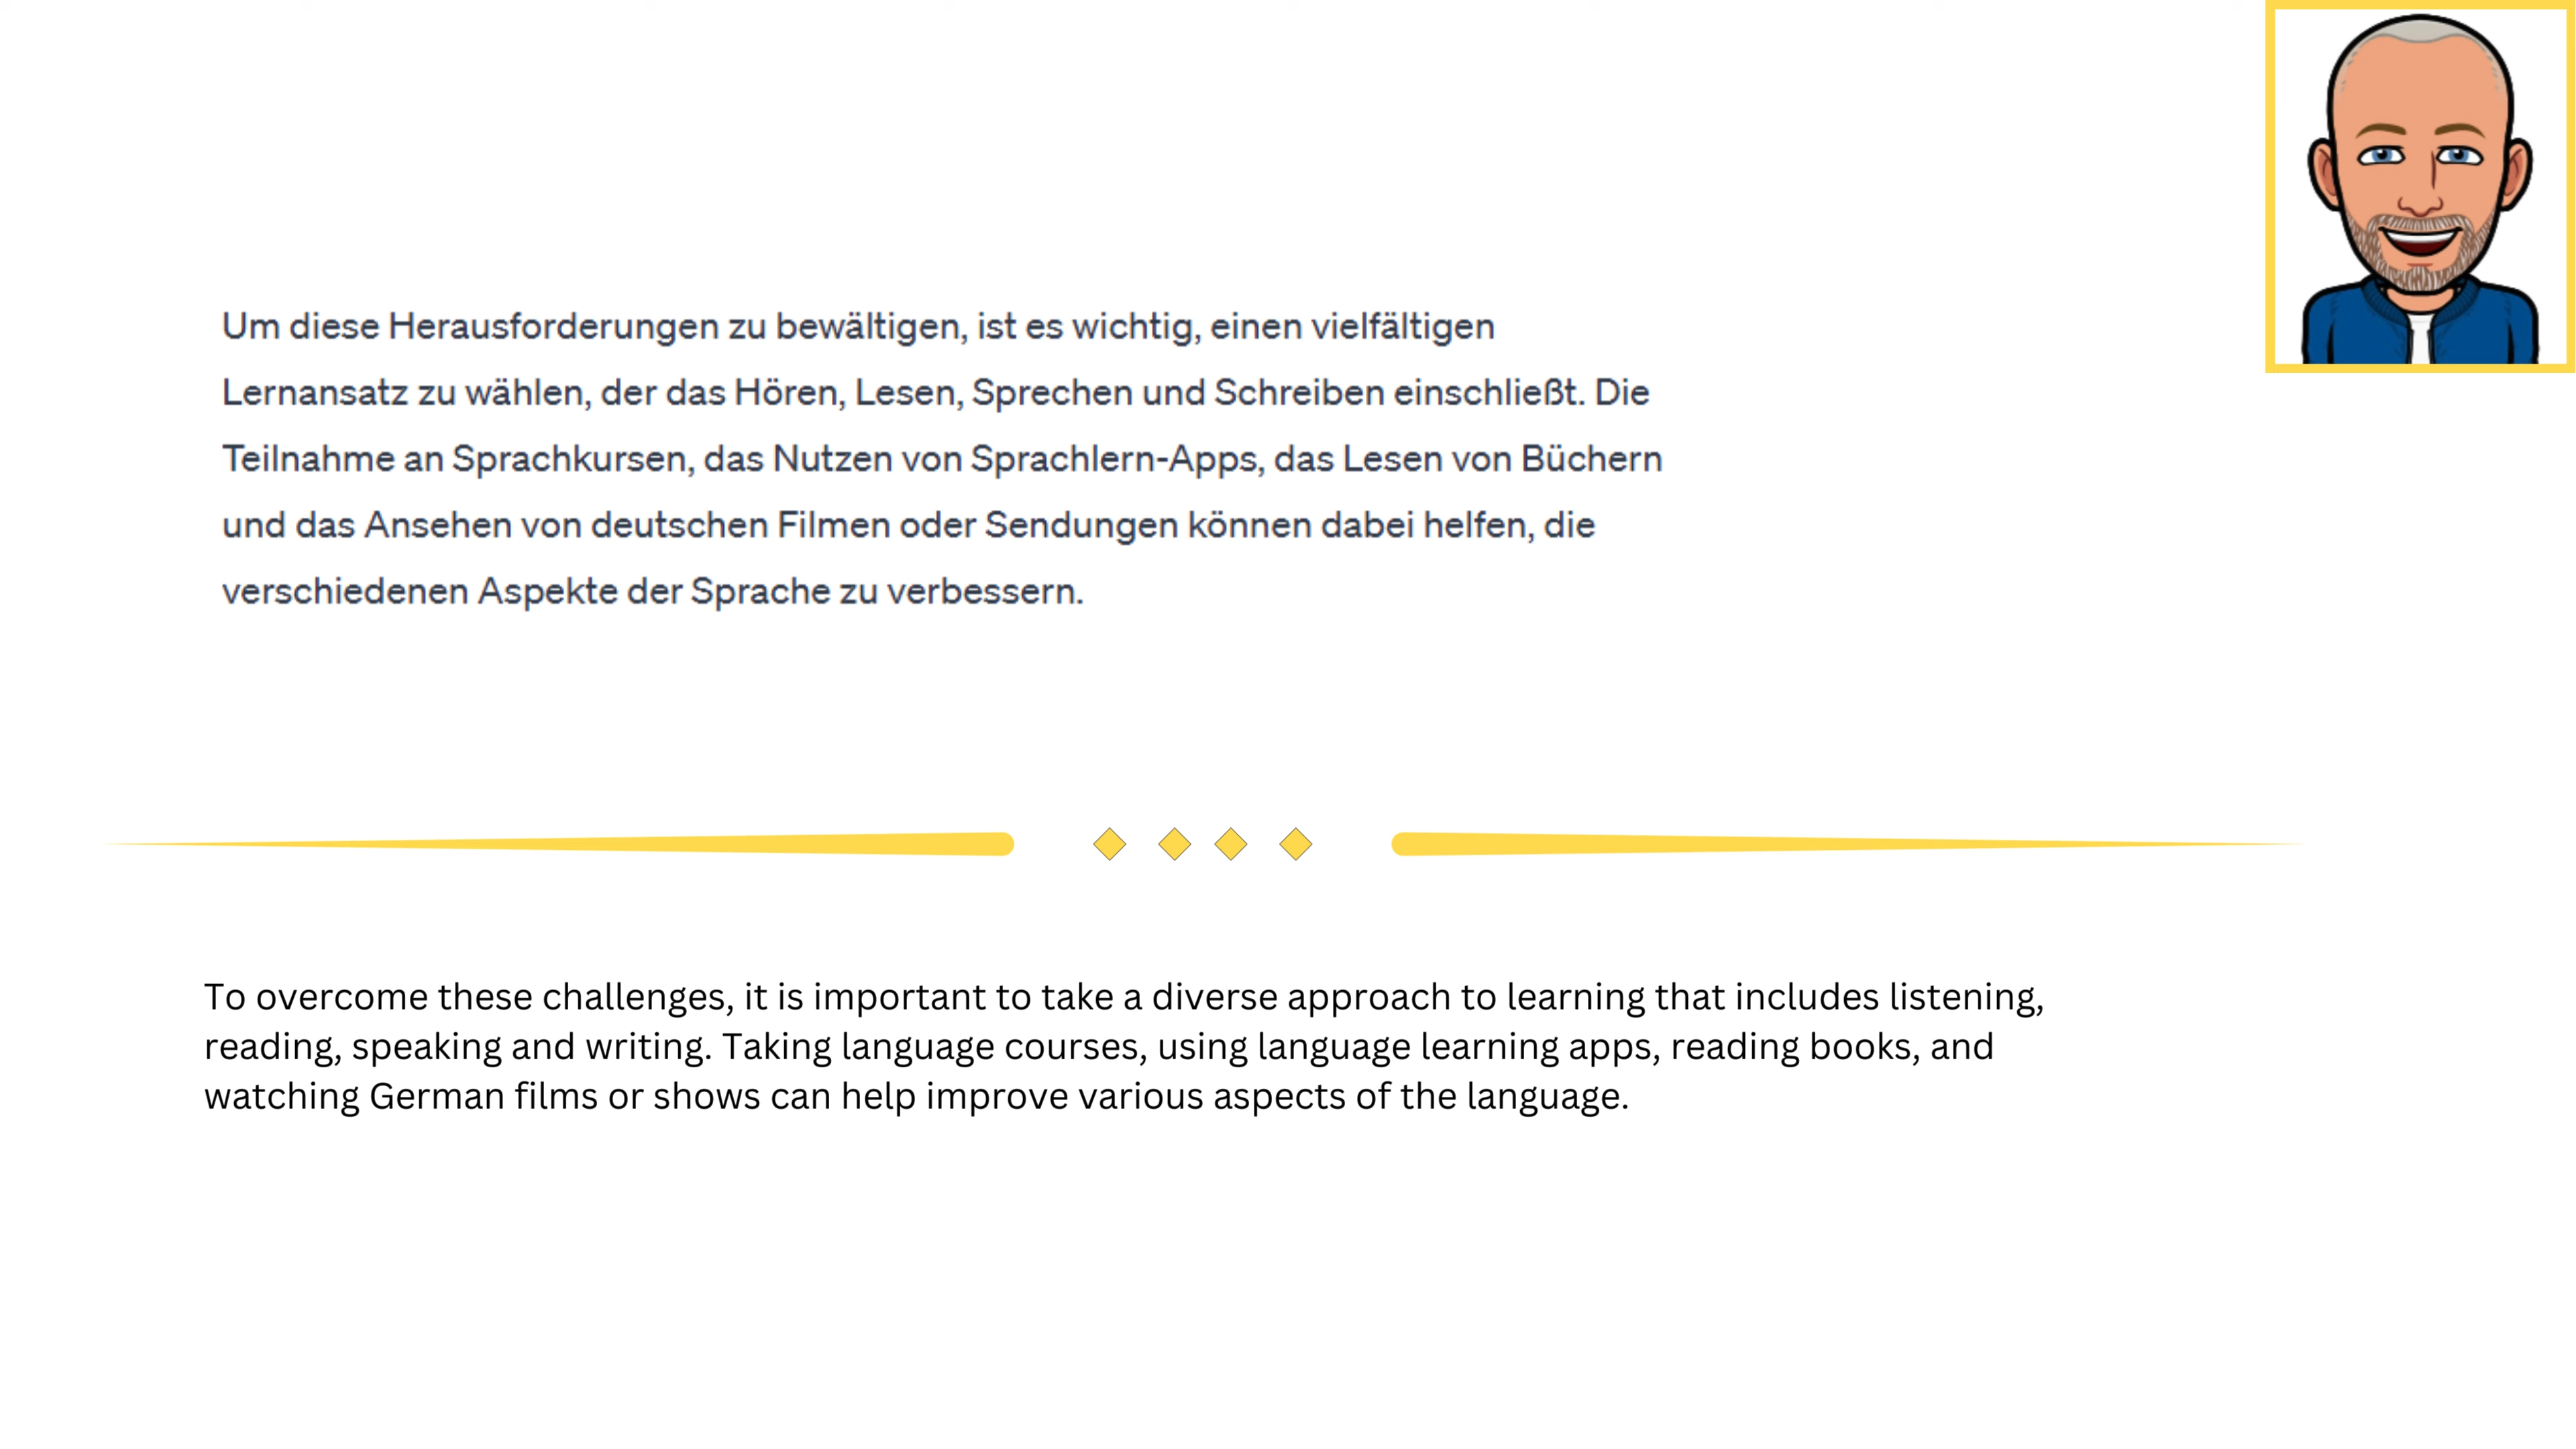 Um diese Herausforderungen zu bewältigen, ist es wichtig, einen vielfältigen
Lernansatz zu wählen, der das Hören, Lesen, Sprechen und Schreiben einschließt. Die
Teilnahme an Sprachkursen, das Nutzen von Sprachlern-Apps, das Lesen von Büchern
und das Ansehen von deutschen Filmen oder Sendungen können dabei helfen, die
verschiedenen Aspekte der Sprache zu verbessern.
To overcome these challenges, it is important to take a diverse approach to learning that includes listening,
reading, speaking and writing. Taking language courses, using language learning apps, reading books, and
watching German films or shows can help improve various aspects of the language.